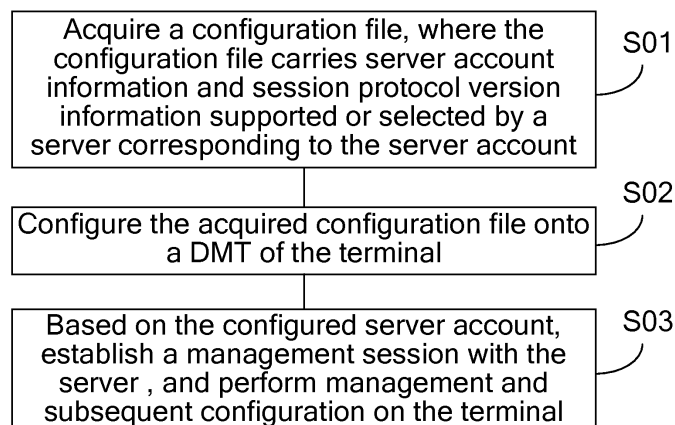 Acquire a configuration file, where the
configuration file carries server account
information and session protocol version
information supported or selected by a
server corresponding to the server account
S01
Configure the acquired configuration file onto
a DMT of the terminal
S02
Based on the configured server account,
establish a management session with the
server , and perform management and
subsequent configuration on the terminal
S03